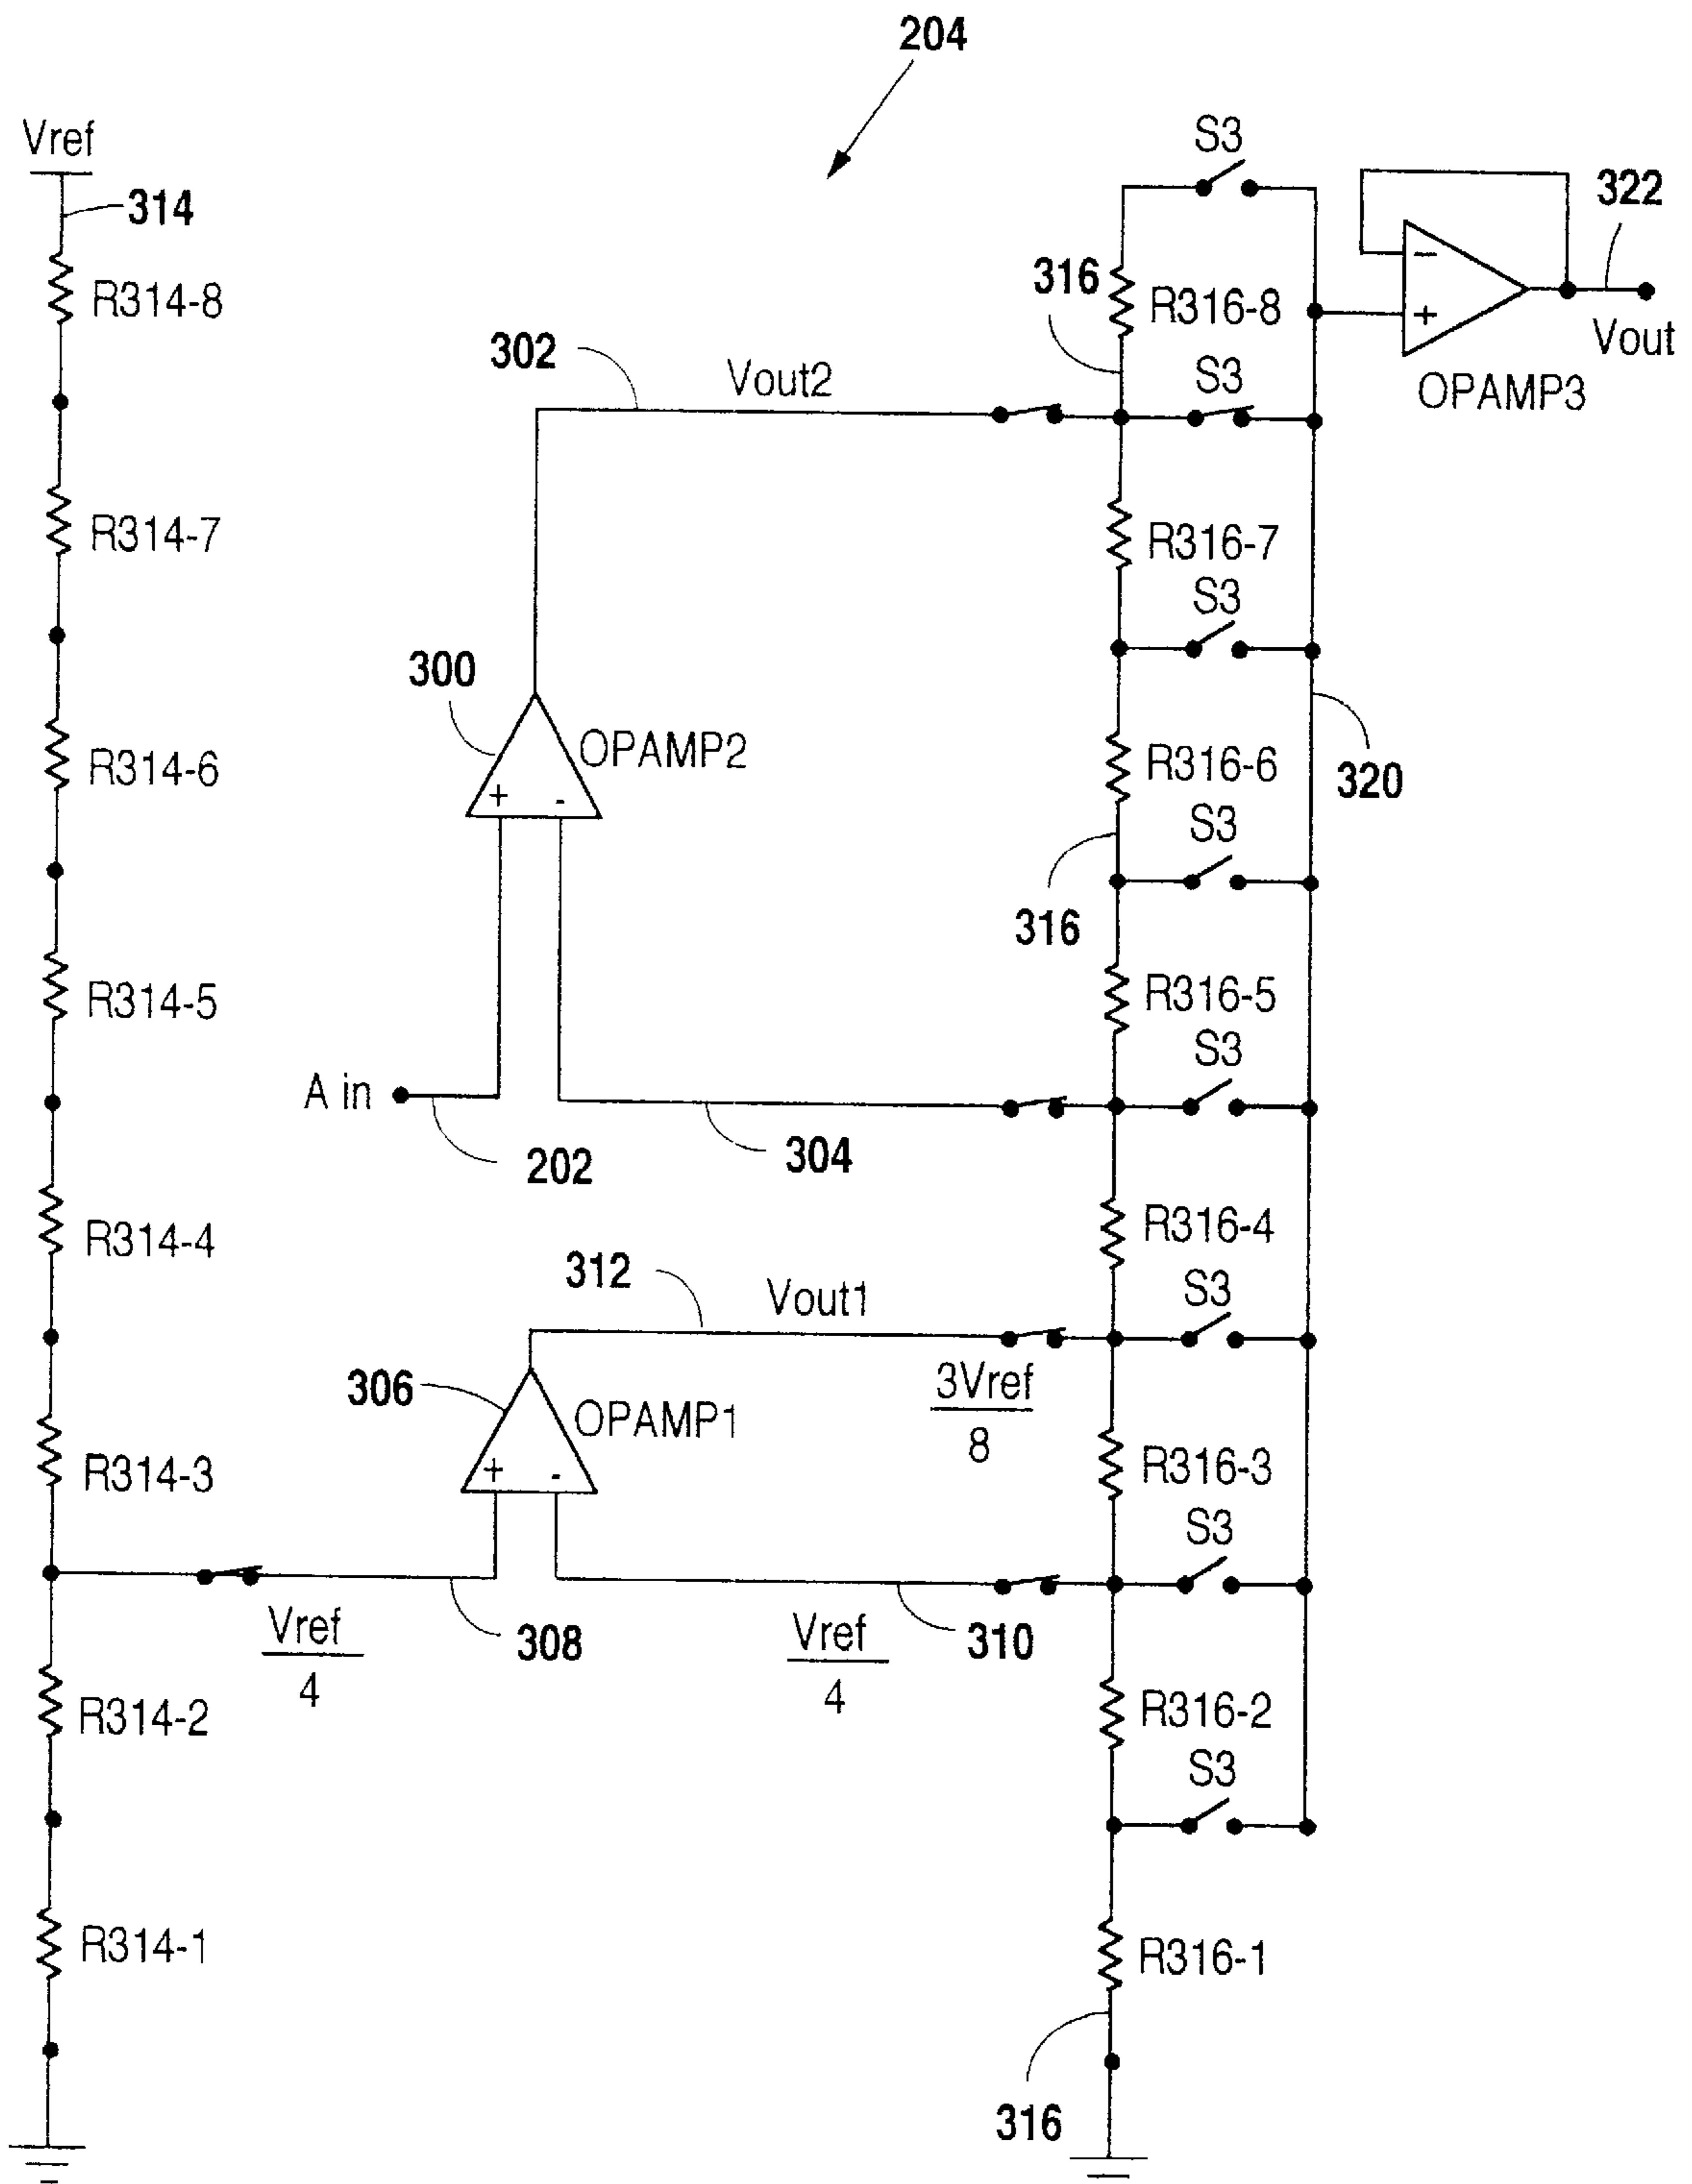 204
Vref
S3
314
322
316
R314-8
R316-8
Vout
302
Vout2
S3
OPAMP3
R314-7
R316-7
S3
300
OPAMP2
R314-6
R316-6
320
+ -
S3
316
R314-5
R316-5
S3
A in
304
202
R314-4
R316-4
312
Vout1
S3
306
3Vref
8
OPAMP1
R314-3
R316-3
+ -
S3
Vref
4
308
Vref
4
310
R314-2
R316-2
S3
R314-1
R316-1
316
-
+